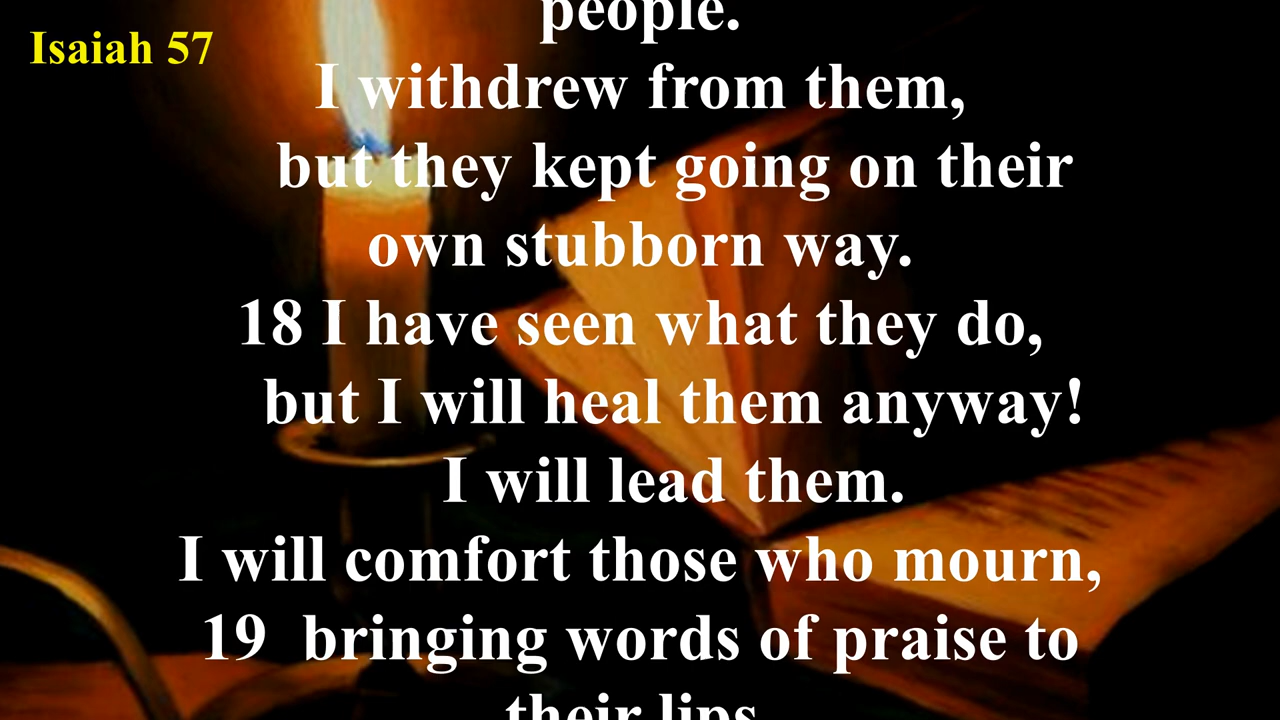 Isaiah 57
people.
I withdrew from them,
but they kept going on their
own stubborn way.
18 I have seen what they do,
but I will heal them anyway!
I will lead them.
I will comfort those who mourn,
19 bringing words of praise to
their lips.